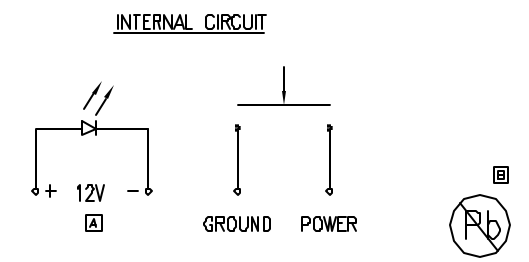 INTERNAL CIRCUIT
+ 12V −
A
GROUND POWER
B
Pb